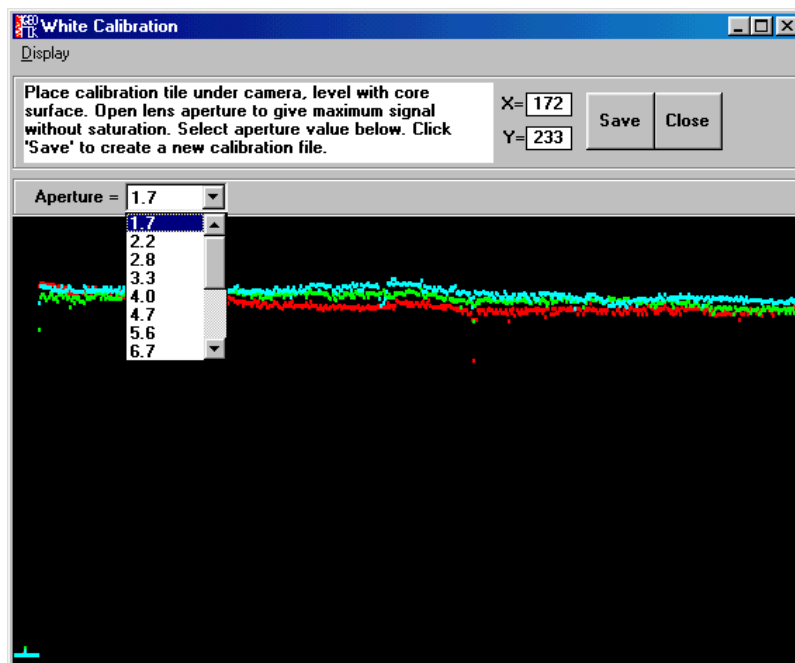 White Calibration
Display
Place calibration tile under camera, level with core
surface. Open lens aperture to give maximum signal
without saturation. Select aperture value below. Click
'Save' to create a new calibration file.
X= 172
Y= 233
Save
Close
Aperture = 1.7
1.7
2.2
2.8
3.3
4.0
4.7
5.6
6.7